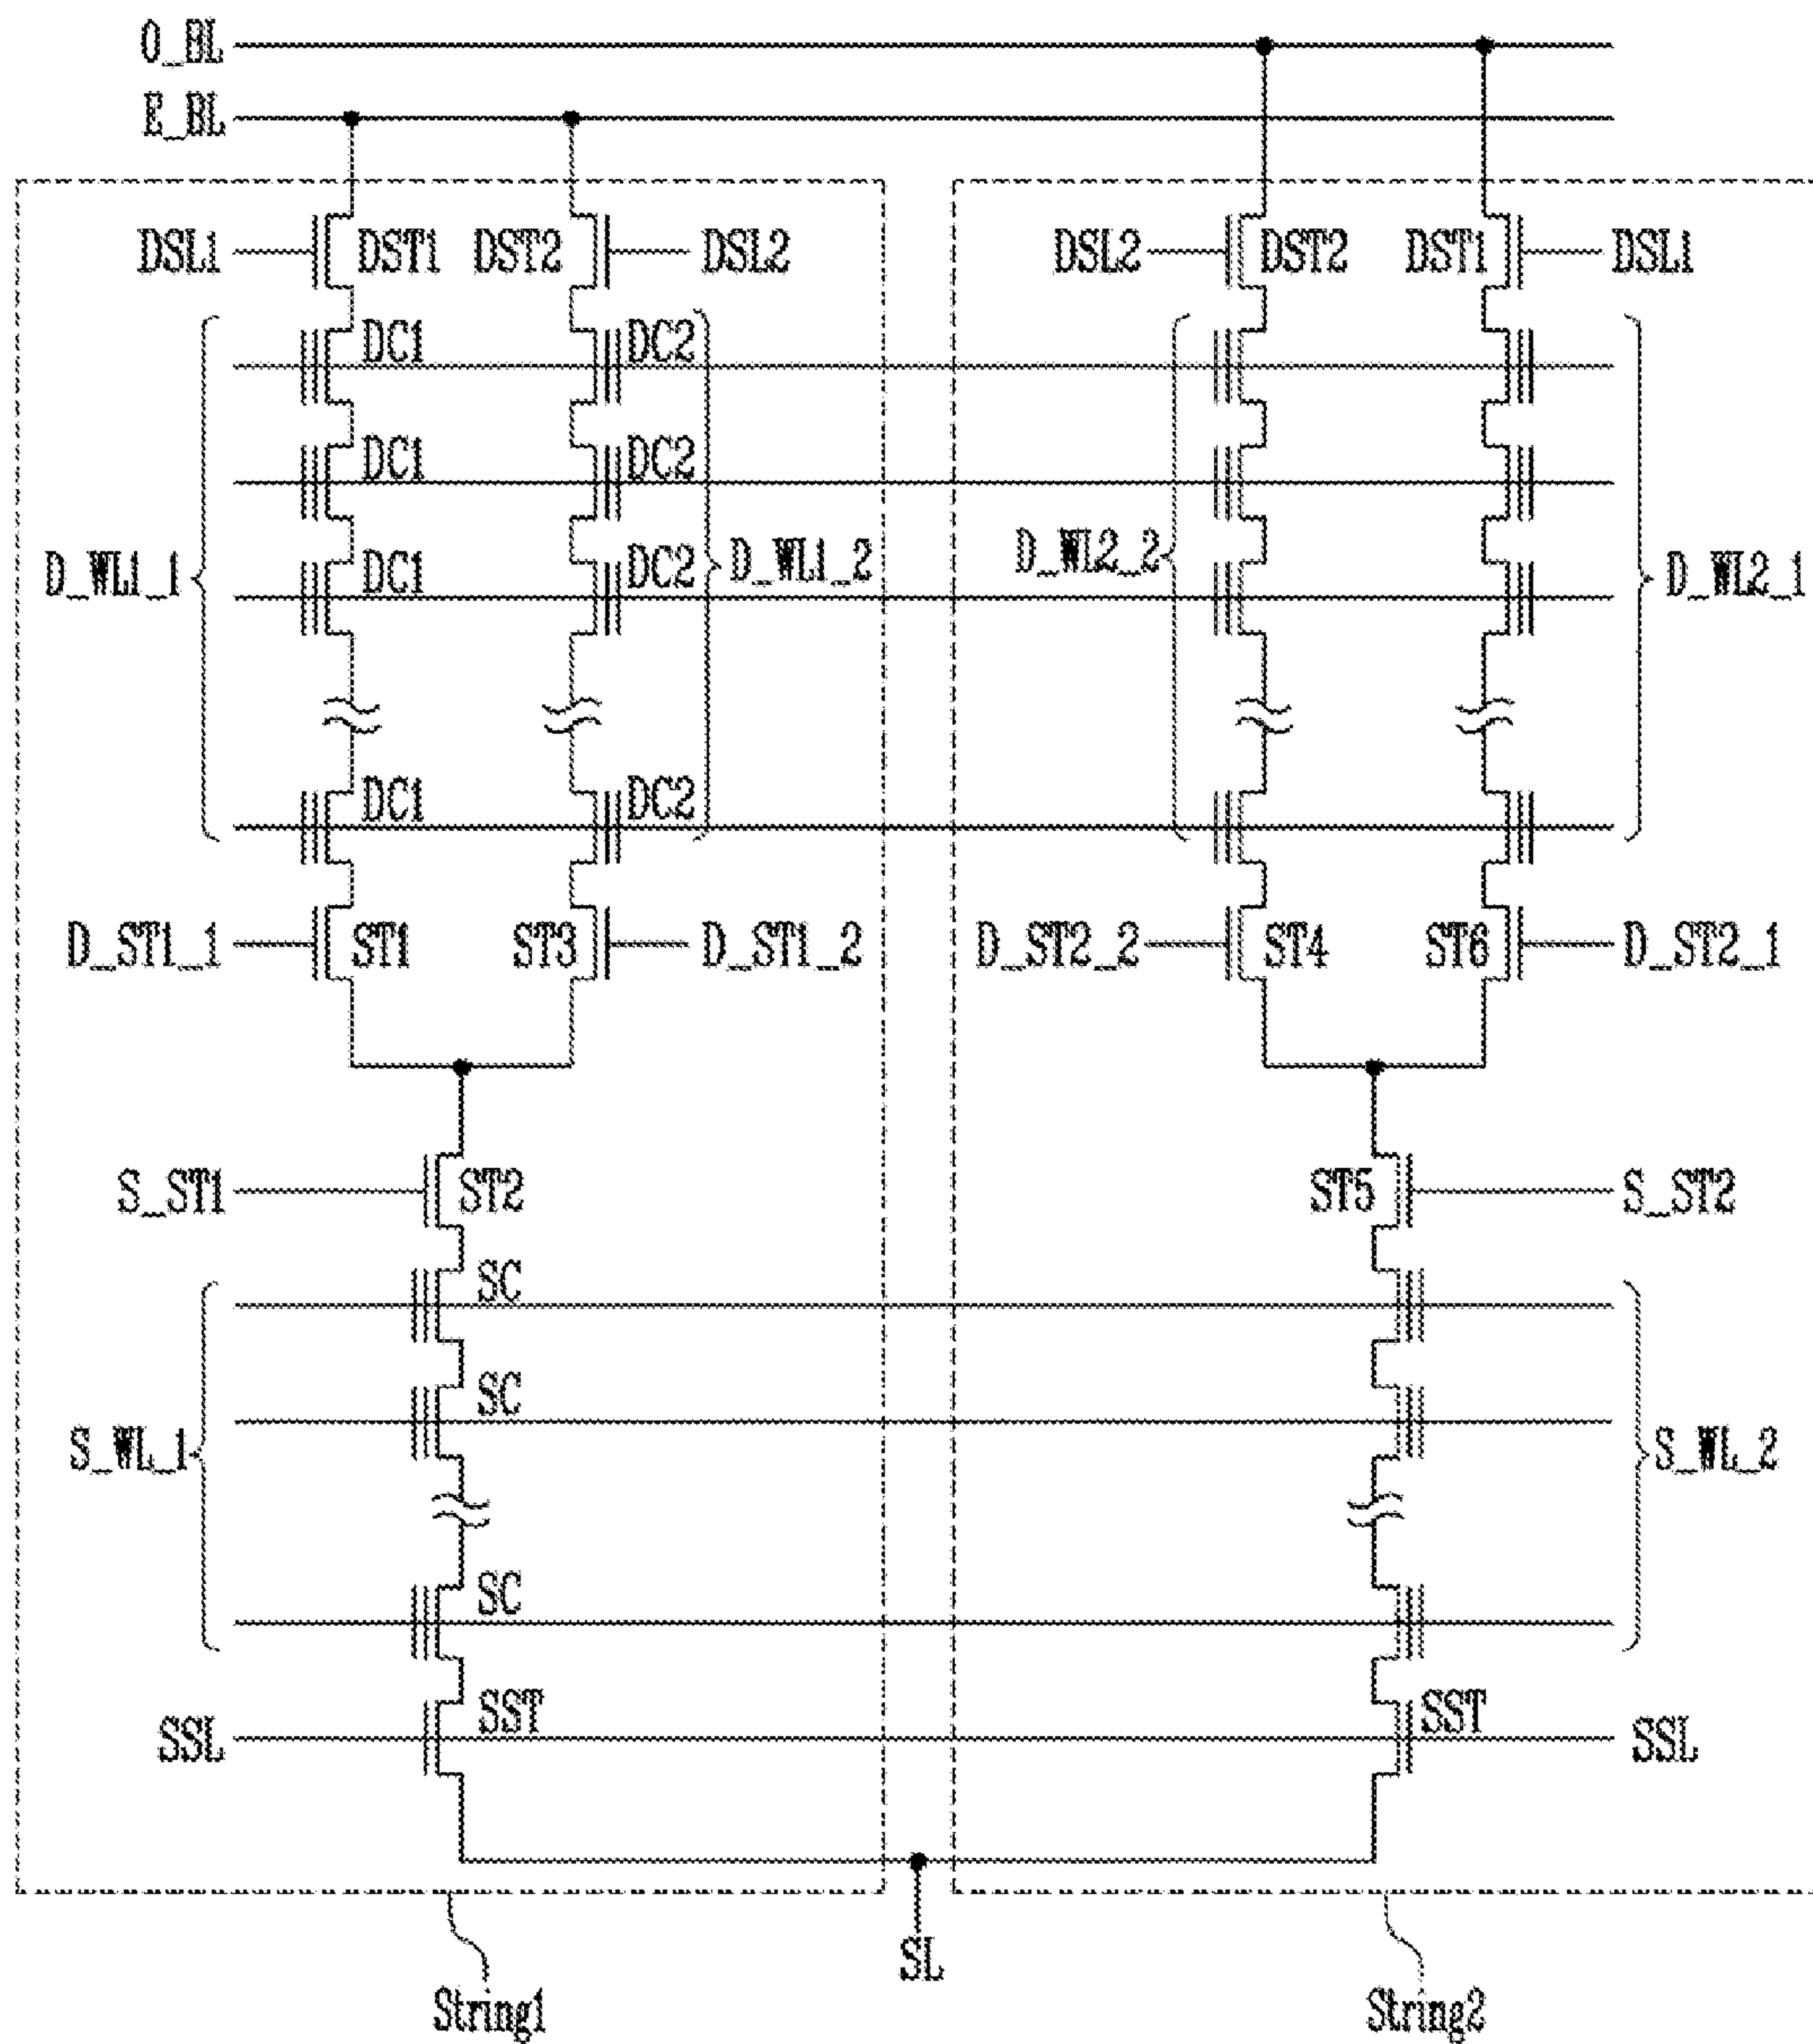 O_BL
E_BL
DSL1 DST1 DST2 DSL2 DSL2 DST2 DST1 DSL1
DC1 DC2
DC1 DC2
D_WL1_1 DC1 DC2 D_WL1_2 D_WL2_2 D_WL2_1
DC1 DC2
D_ST1_1 ST1 ST3 D_ST1_2 D_ST2_2 ST4 ST6 D_ST2_1
S_ST1 ST2 ST5 S_ST2
SC
SC
S_WL_1 S_WL_2
SC
SSL SST SST SSL
SL
String1 String2